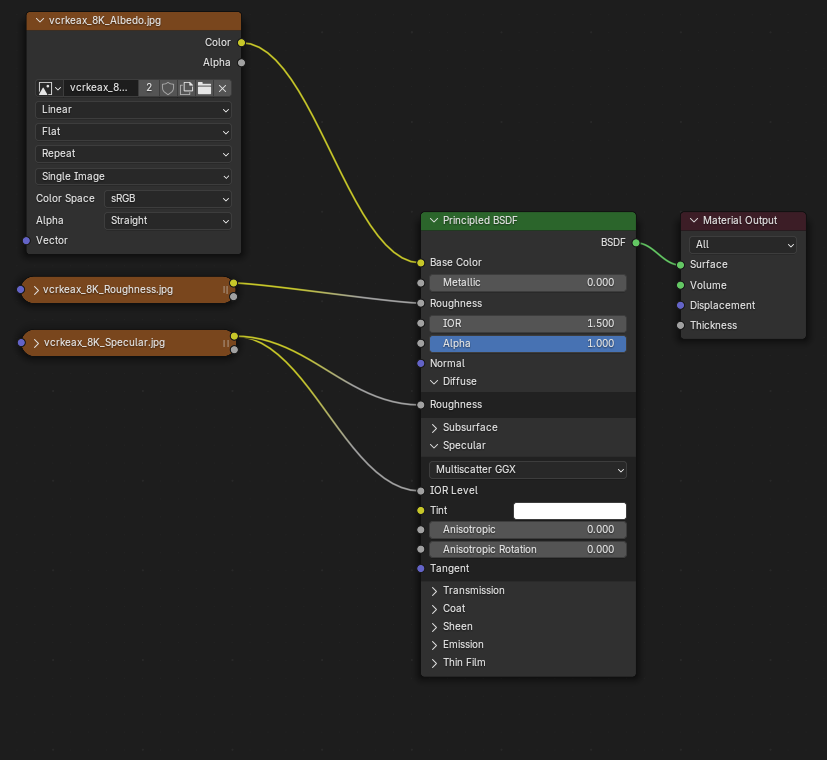 vcrkeax_8K_Albedo.jpg
Color
Alpha
vcrkeax_8... 2
Linear
Flat
Repeat
Single Image
Color Space sRGB
Alpha Straight
Vector
vcrkeax_8K_Roughness.jpg
vcrkeax_8K_Specular.jpg
Principled BSDF
BSDF
Base Color
Metallic 0.000
Roughness
IOR 1.500
Alpha 1.000
Normal
Diffuse
Roughness
Subsurface
Specular
Multiscatter GGX
IOR Level
Tint
Anisotropic 0.000
Anisotropic Rotation 0.000
Tangent
Transmission
Coat
Sheen
Emission
Thin Film
Material Output
All
Surface
Volume
Displacement
Thickness